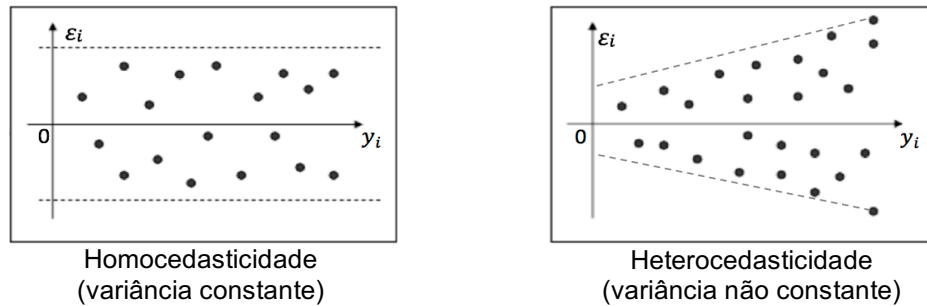 εi
0
yi
Homocedasticidade
(variância constante)
εi
0
yi
Heterocedasticidade
(variância não constante)